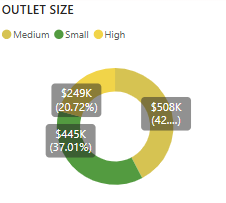 OUTLET SIZE
Medium Small High
$249K
(20.72%)
$508K
(42....)
$445K
(37.01%)